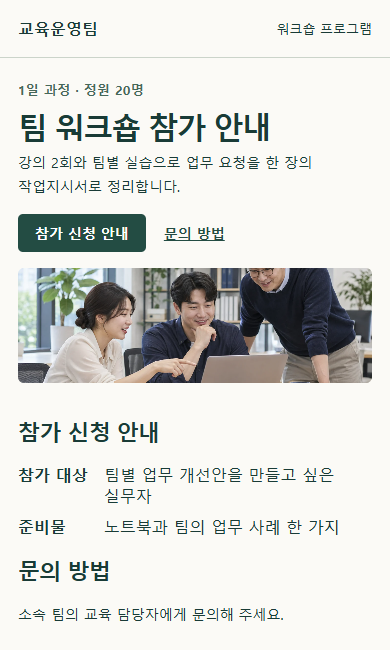 교육운영팀
워크숍 프로그램
1일 과정 · 정원 20명
팀 워크숍 참가 안내
강의 2회와 팀별 실습으로 업무 요청을 한 장의
작업지시서로 정리합니다.
참가 신청 안내
문의 방법
참가 신청 안내
참가 대상 팀별 업무 개선안을 만들고 싶은
실무자
준비물 노트북과 팀의 업무 사례 한 가지
문의 방법
소속 팀의 교육 담당자에게 문의해 주세요.